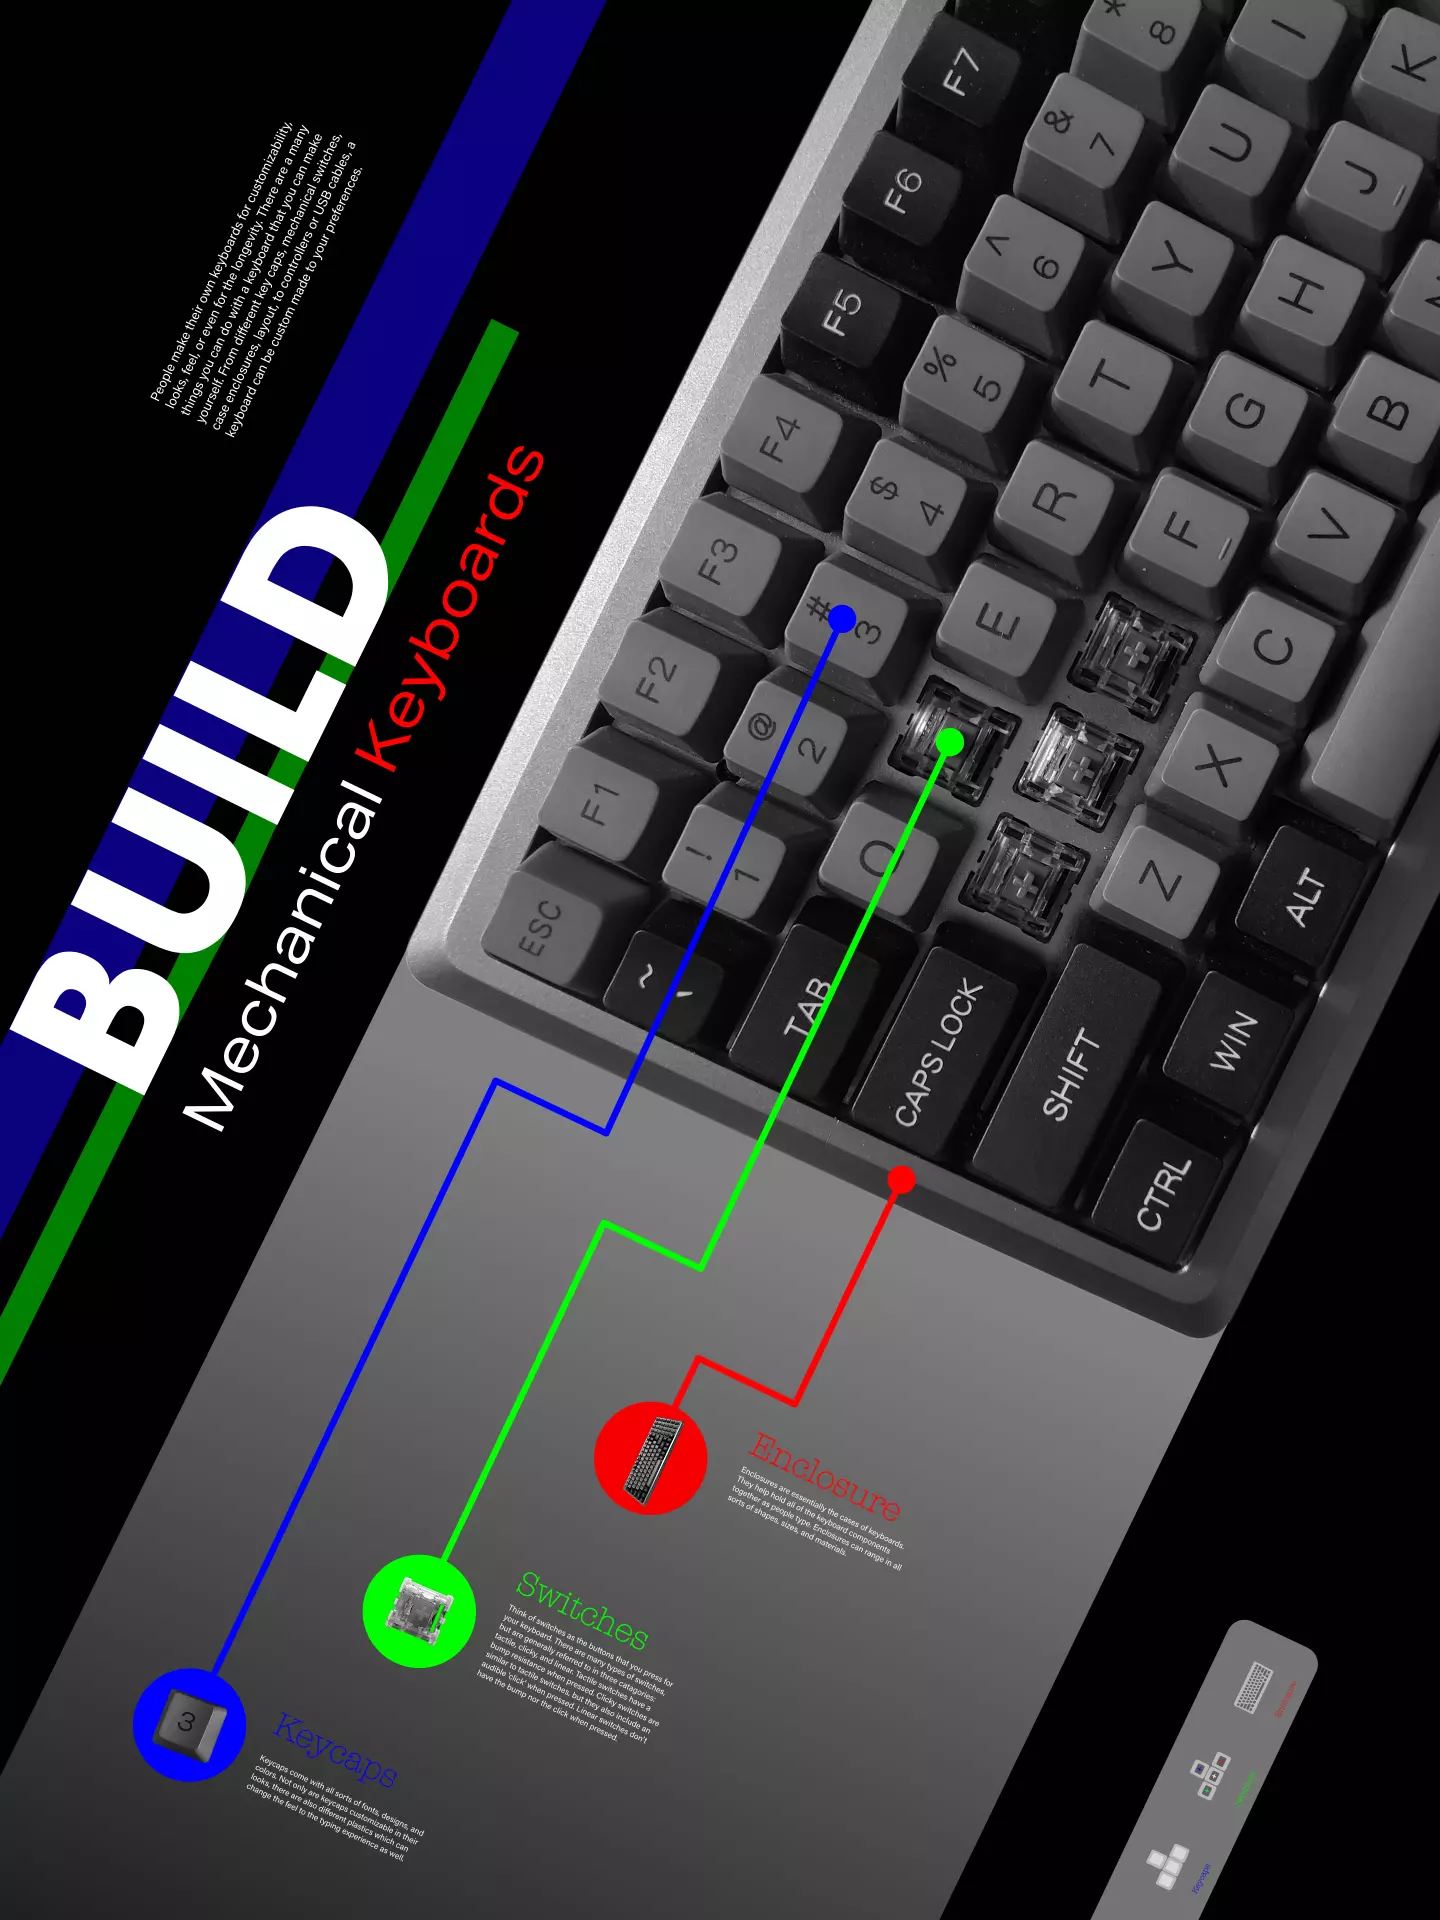 People make their own keyboards for customizability,
looks, feel, or even for the longevity. There are a many
things you can do with a keyboard that you can make
yourself. From different key caps, mechanical switches,
case enclosures, layout, to controllers or USB cables, a
keyboard can be custom made to your preferences.
BUILD
Mechanical Keyboards
ESC F1 F2 F3 F4 F5 F6 F7
~ ! 1 @ 2 # 3 $ 4 % 5 ^ 6 & 7 * 8
TAB Q E R T Y U I
CAPS LOCK F G H J K
SHIFT Z X C V B
CTRL WIN ALT
Enclosure
Enclosures are essentially the cases of keyboards.
They help hold all of the keyboard components
together as people type. Enclosures can range in all
sorts of shapes, sizes, and materials.
Switches
Think of switches as the buttons that you press for
your keyboard. There are many types of switches,
but are generally referred to in three catagories:
tactile, clicky, and linear. Tactile switches have a
bump resistance when pressed. Clicky switches are
similar to tactile switches, but they also include an
audible 'click' when pressed. Linear switches don't
have the bump nor the click when pressed.
3
Keycaps
Keycaps come with all sorts of fonts, designs, and
colors. Not only are keycaps customizable in their
looks, there are also different plastics which can
change the feel to the typing experience as well.
Keycaps
Switches
Enclosure